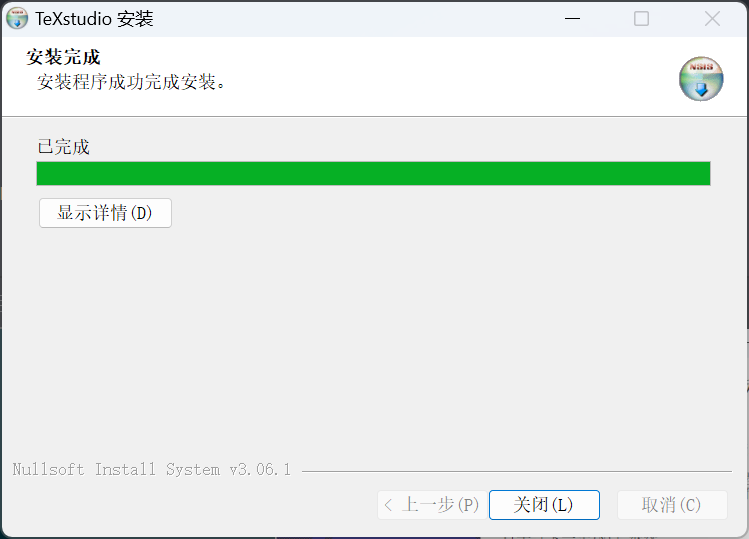 TeXstudio 安装
安装完成
安装程序成功完成安装。
NSIS
已完成
显示详情(D)
Nullsoft Install System v3.06.1
< 上一步(P)
关闭(L)
取消(C)